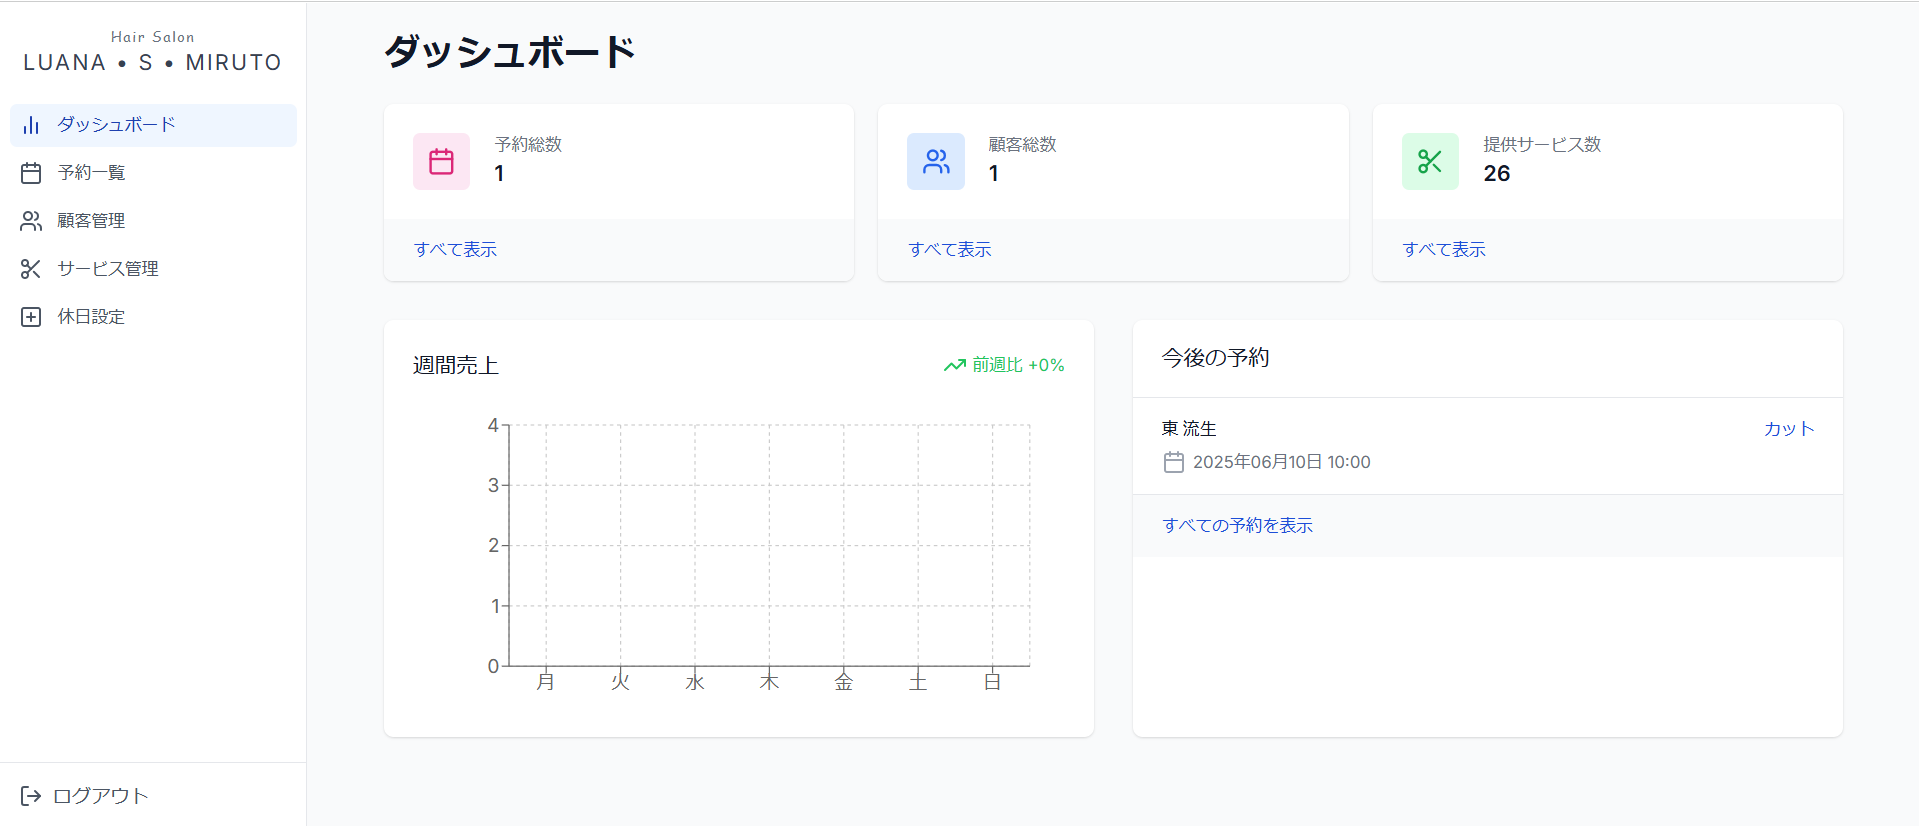 Hair Salon
LUANA • S • MIRUTO
ダッシュボード
予約一覧
顧客管理
サービス管理
休日設定
ログアウト
ダッシュボード
予約総数
1
すべて表示
顧客総数
1
すべて表示
提供サービス数
26
すべて表示
週間売上
前週比 +0%
4
3
2
1
0
月 火 水 木 金 土 日
今後の予約
東 流生 カット
2025年06月10日 10:00
すべての予約を表示